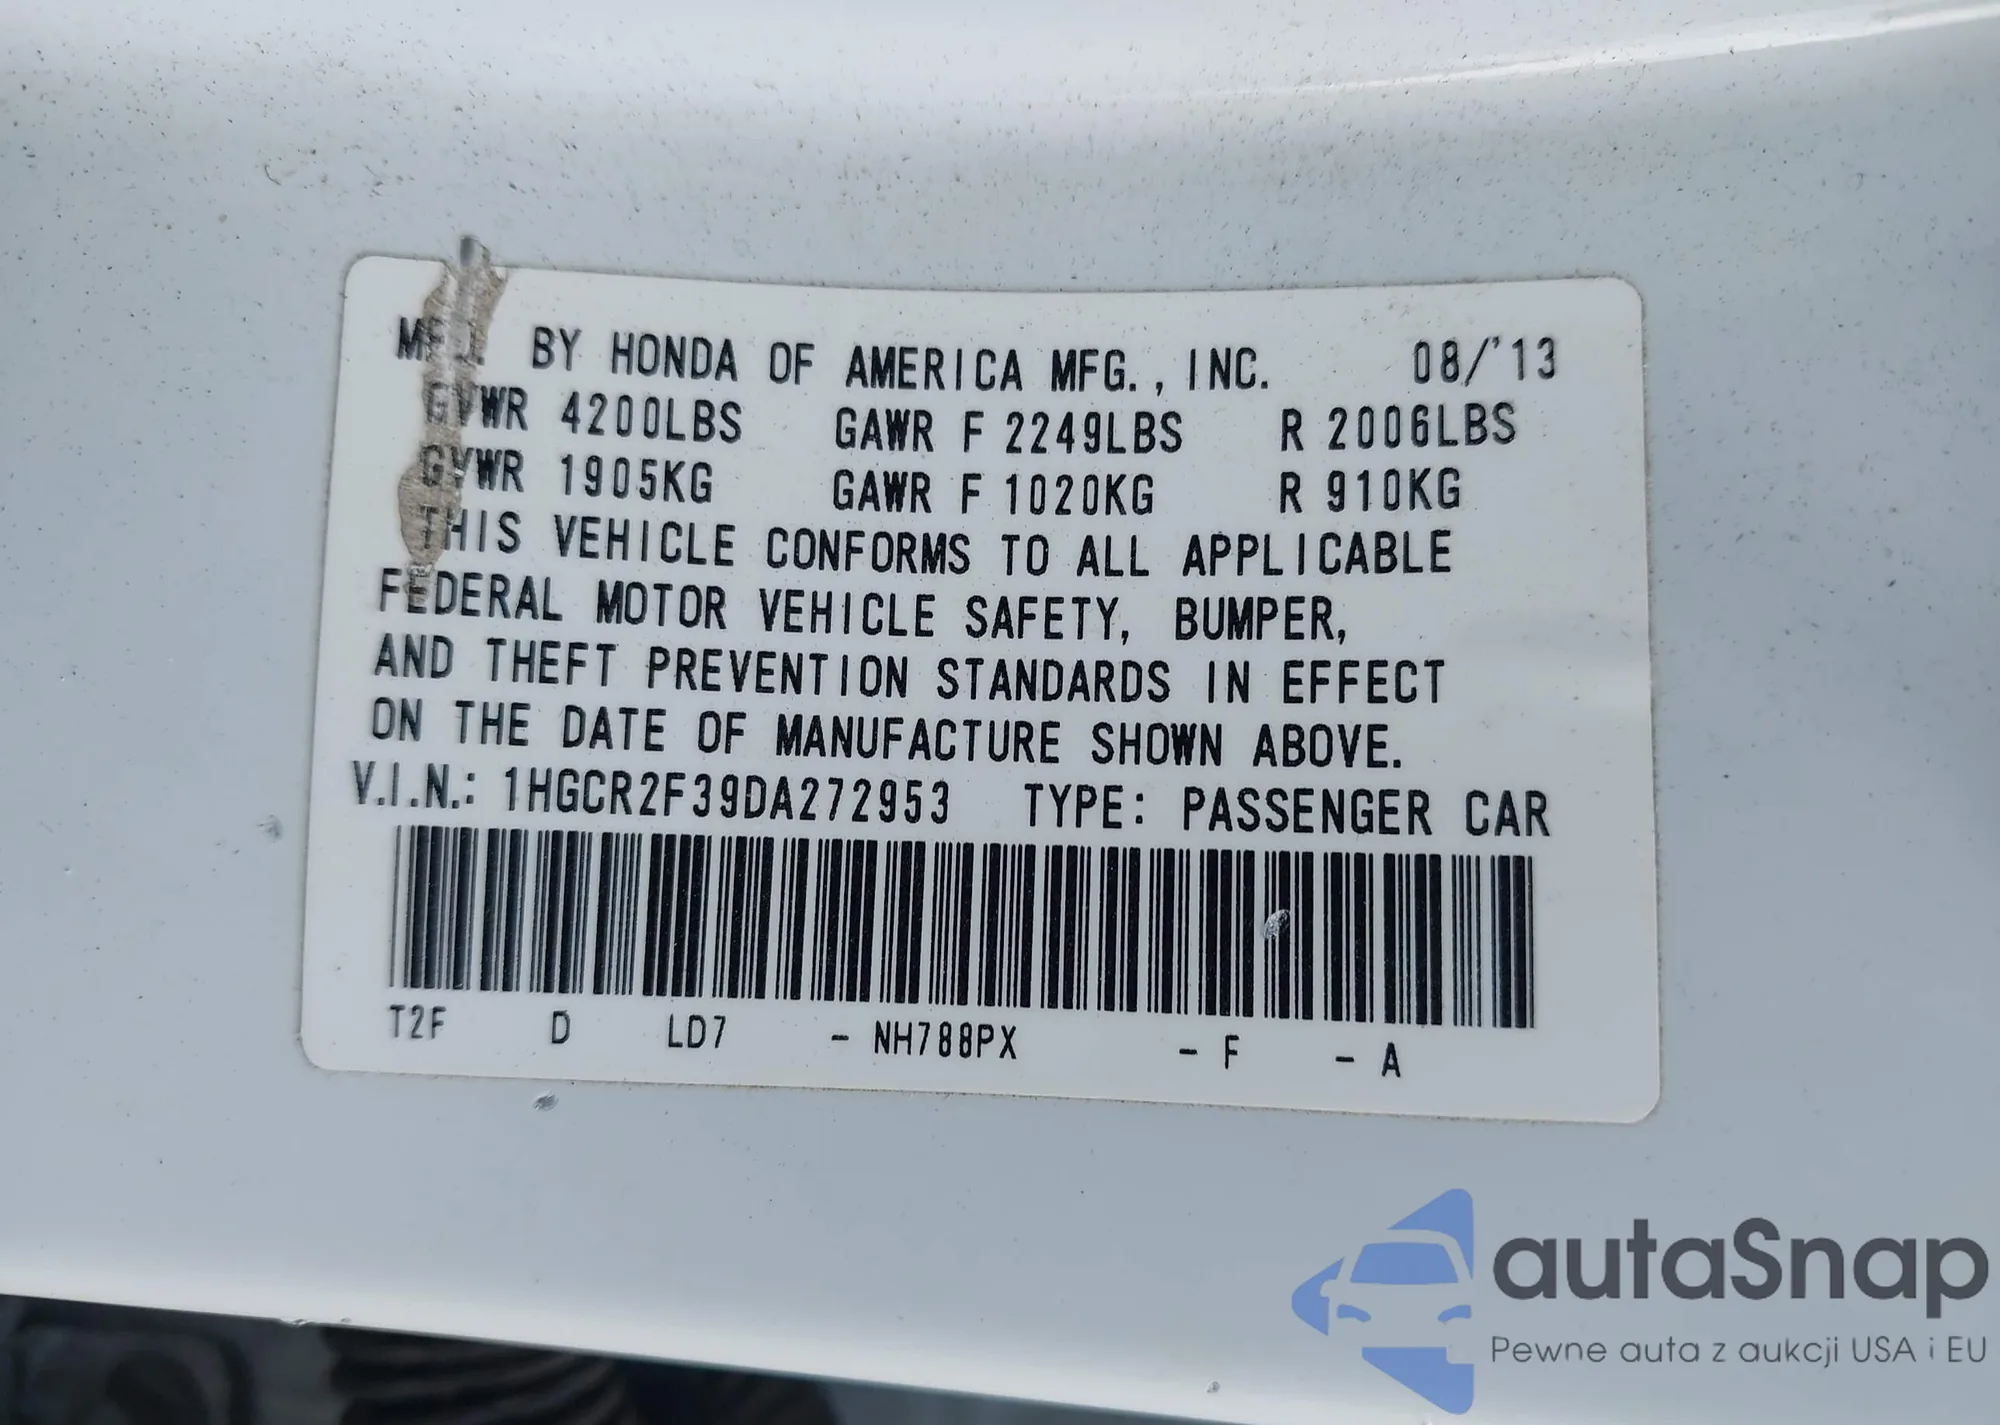 MFD. BY HONDA OF AMERICA MFG., INC. 08/'13
GVWR 4200LBS GAWR F 2249LBS R 2006LBS
GVWR 1905KG GAWR F 1020KG R 910KG
THIS VEHICLE CONFORMS TO ALL APPLICABLE
FEDERAL MOTOR VEHICLE SAFETY, BUMPER,
AND THEFT PREVENTION STANDARDS IN EFFECT
ON THE DATE OF MANUFACTURE SHOWN ABOVE.
V.I.N.: 1HGCR2F39DA272953 TYPE: PASSENGER CAR
T2F D LD7 - NH788PX - F - A
autaSnap
Pewne auta z aukcji USA i EU